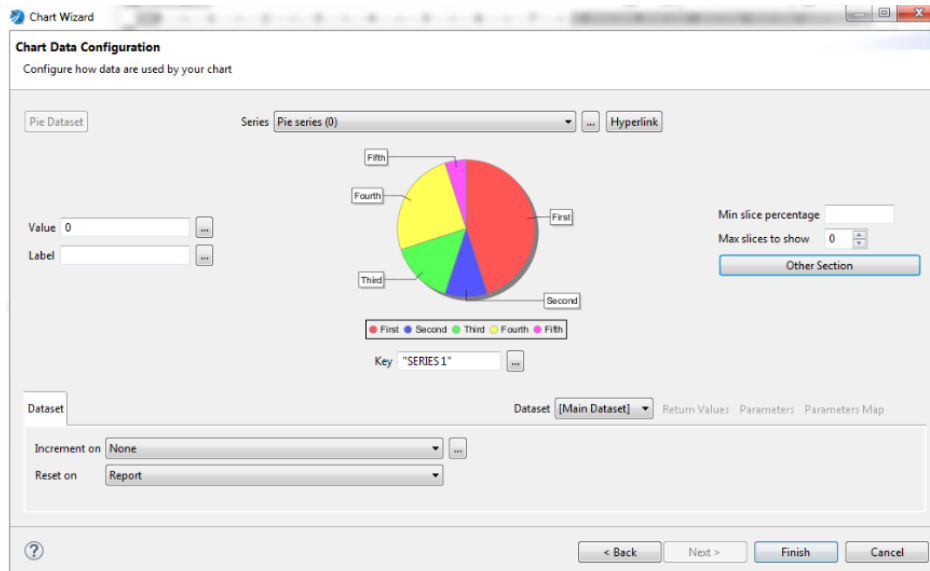 Chart Wizard
Chart Data Configuration
Configure how data are used by your chart
Pie Dataset
Series Pie series (0) ... Hyperlink
Fifth
Fourth
First
Third
Second
Value 0 ...
Label ...
Min slice percentage
Max slices to show 0
Other Section
First Second Third Fourth Fifth
Key "SERIES 1" ...
Dataset
Dataset [Main Dataset] Return Values Parameters Parameters Map
Increment on None ...
Reset on Report
? < Back Next > Finish Cancel